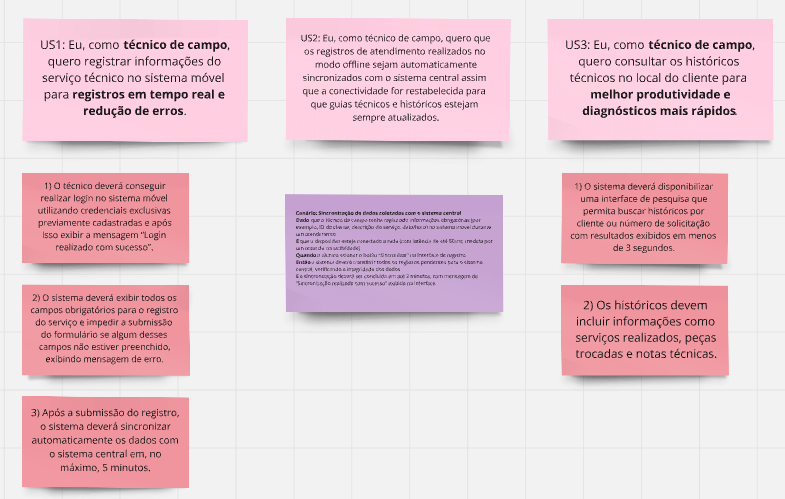 US1: Eu, como técnico de campo,
quero registrar informações do
serviço técnico no sistema móvel
para registros em tempo real e
redução de erros.
US2: Eu, como técnico de campo, quero que
os registros de atendimento realizados no
modo offline sejam automaticamente
sincronizados com o sistema central assim
que a conectividade for restabelecida para
que guias técnicos e históricos estejam
sempre atualizados.
US3: Eu, como técnico de campo,
quero consultar os históricos
técnicos no local do cliente para
melhor produtividade e
diagnósticos mais rápidos.
1) O técnico deverá conseguir
realizar login no sistema móvel
utilizando credenciais exclusivas
previamente cadastradas e após
isso exibir a mensagem "Login
realizado com sucesso".
2) O sistema deverá exibir todos os
campos obrigatórios para o registro
do serviço e impedir a submissão
do formulário se algum desses
campos não estiver preenchido,
exibindo mensagem de erro.
3) Após a submissão do registro,
o sistema deverá sincronizar
automaticamente os dados com
o sistema central em, no
máximo, 5 minutos.
Cenário: Sincronização de dados coletados com o sistema central
Dado que o técnico de campo tenha registrado informações obrigatórias (por
exemplo, ID do cliente, descrição do serviço, data/hora) no sistema móvel durante
um atendimento
E que o dispositivo esteja conectado à rede (com latência de até
Quando o técnico acionar o botão "Sincronizar" na interface de registro
Então o sistema deverá transferir todos os registros pendentes para o sistema
central, verificando a integridade dos dados
E a sincronização deverá ser concluída em até 2 minutos, com mensagem de
"Sincronização realizada com sucesso" exibida na interface.
1) O sistema deverá disponibilizar
uma interface de pesquisa que
permita buscar históricos por
cliente ou número de solicitação
com resultados exibidos em menos
de 3 segundos.
2) Os históricos devem
incluir informações como
serviços realizados, peças
trocadas e notas técnicas.